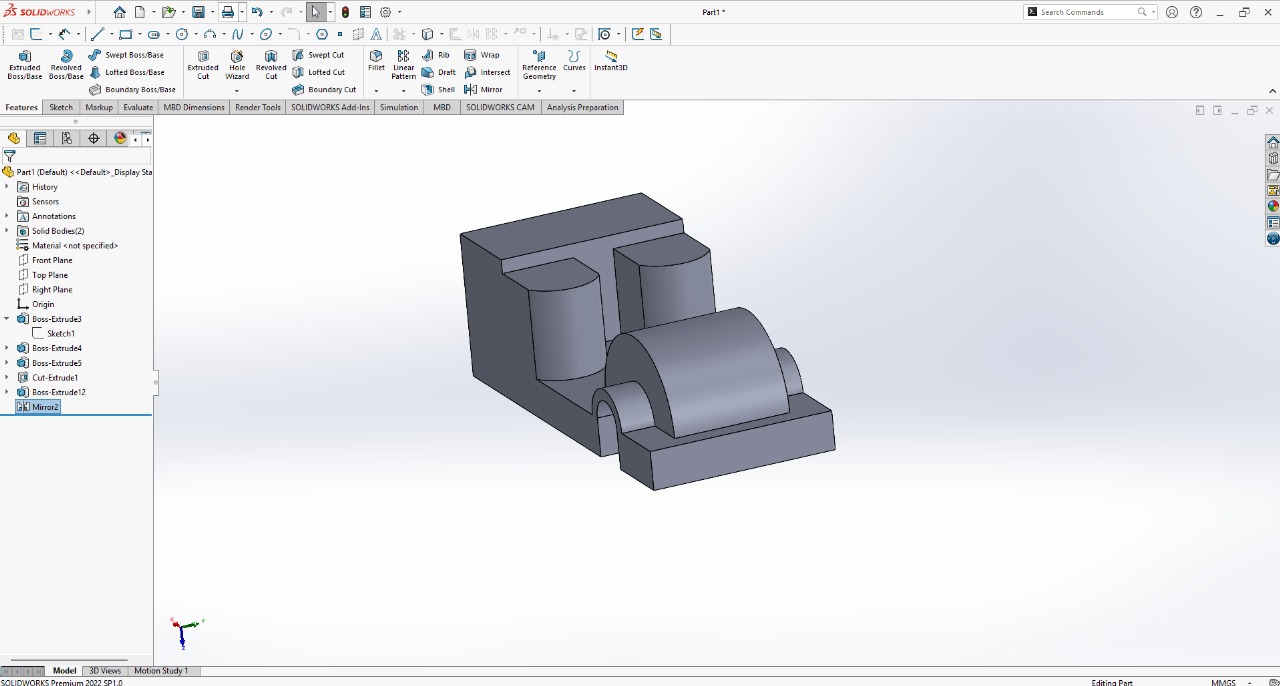 SOLIDWORKS
Part1 *
Search Commands
Extruded Boss/Base
Revolved Boss/Base
Swept Boss/Base
Lofted Boss/Base
Boundary Boss/Base
Extruded Cut
Hole Wizard
Revolved Cut
Swept Cut
Lofted Cut
Boundary Cut
Fillet
Linear Pattern
Rib
Draft
Shell
Wrap
Intersect
Mirror
Reference Geometry
Curves
Instant3D
Features Sketch Markup Evaluate MBD Dimensions Render Tools SOLIDWORKS Add-Ins Simulation MBD SOLIDWORKS CAM Analysis Preparation
Part1 (Default) <<Default>_Display Sta
History
Sensors
Annotations
Solid Bodies(2)
Material <not specified>
Front Plane
Top Plane
Right Plane
Origin
Boss-Extrude3
Sketch1
Boss-Extrude4
Boss-Extrude5
Cut-Extrude1
Boss-Extrude12
Mirror2
Model 3D Views Motion Study 1
SOLIDWORKS Premium 2022 SP1.0
Editing Part
MMGS